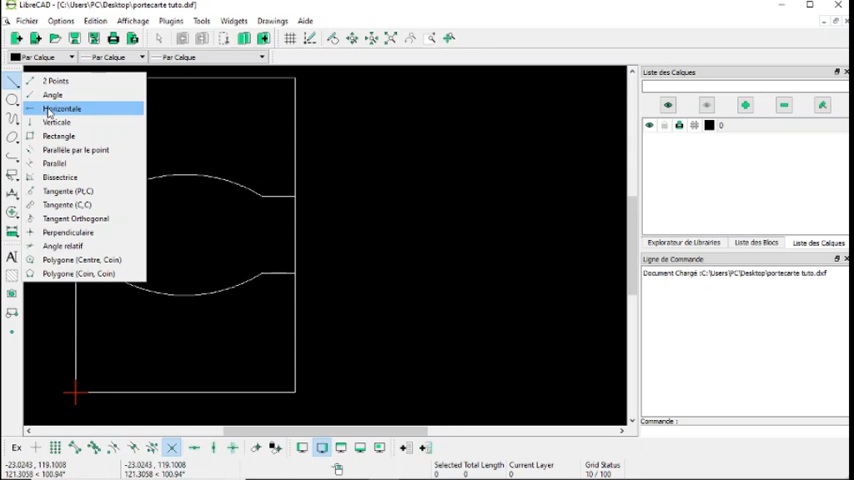 LibreCAD - [C:\Users\PC\Desktop\portecarte tuto.dxf]
Fichier Options Edition Affichage Plugins Tools Widgets Drawings Aide
Par Calque Par Calque Par Calque
2 Points
Angle
Horizontale
Verticale
Rectangle
Parallèle par le point
Parallel
Bissectrice
Tangente (Pt,C)
Tangente (C,C)
Tangent Orthogonal
Perpendiculaire
Angle relatif
Polygone (Centre, Coin)
Polygone (Coin, Coin)
Liste des Calques
0
Explorateur de Librairies Liste des Blocs Liste des Calques
Ligne de Commande
Document Chargé :C:\Users\PC\Desktop\portecarte tuto.dxf
Commande :
Ex
-23.0243 , 119.1008 -23.0243 , 119.1008 Selected Total Length Current Layer Grid Status
121.3058 < 100.94° 121.3058 < 100.94° 0 0 0 10 / 100